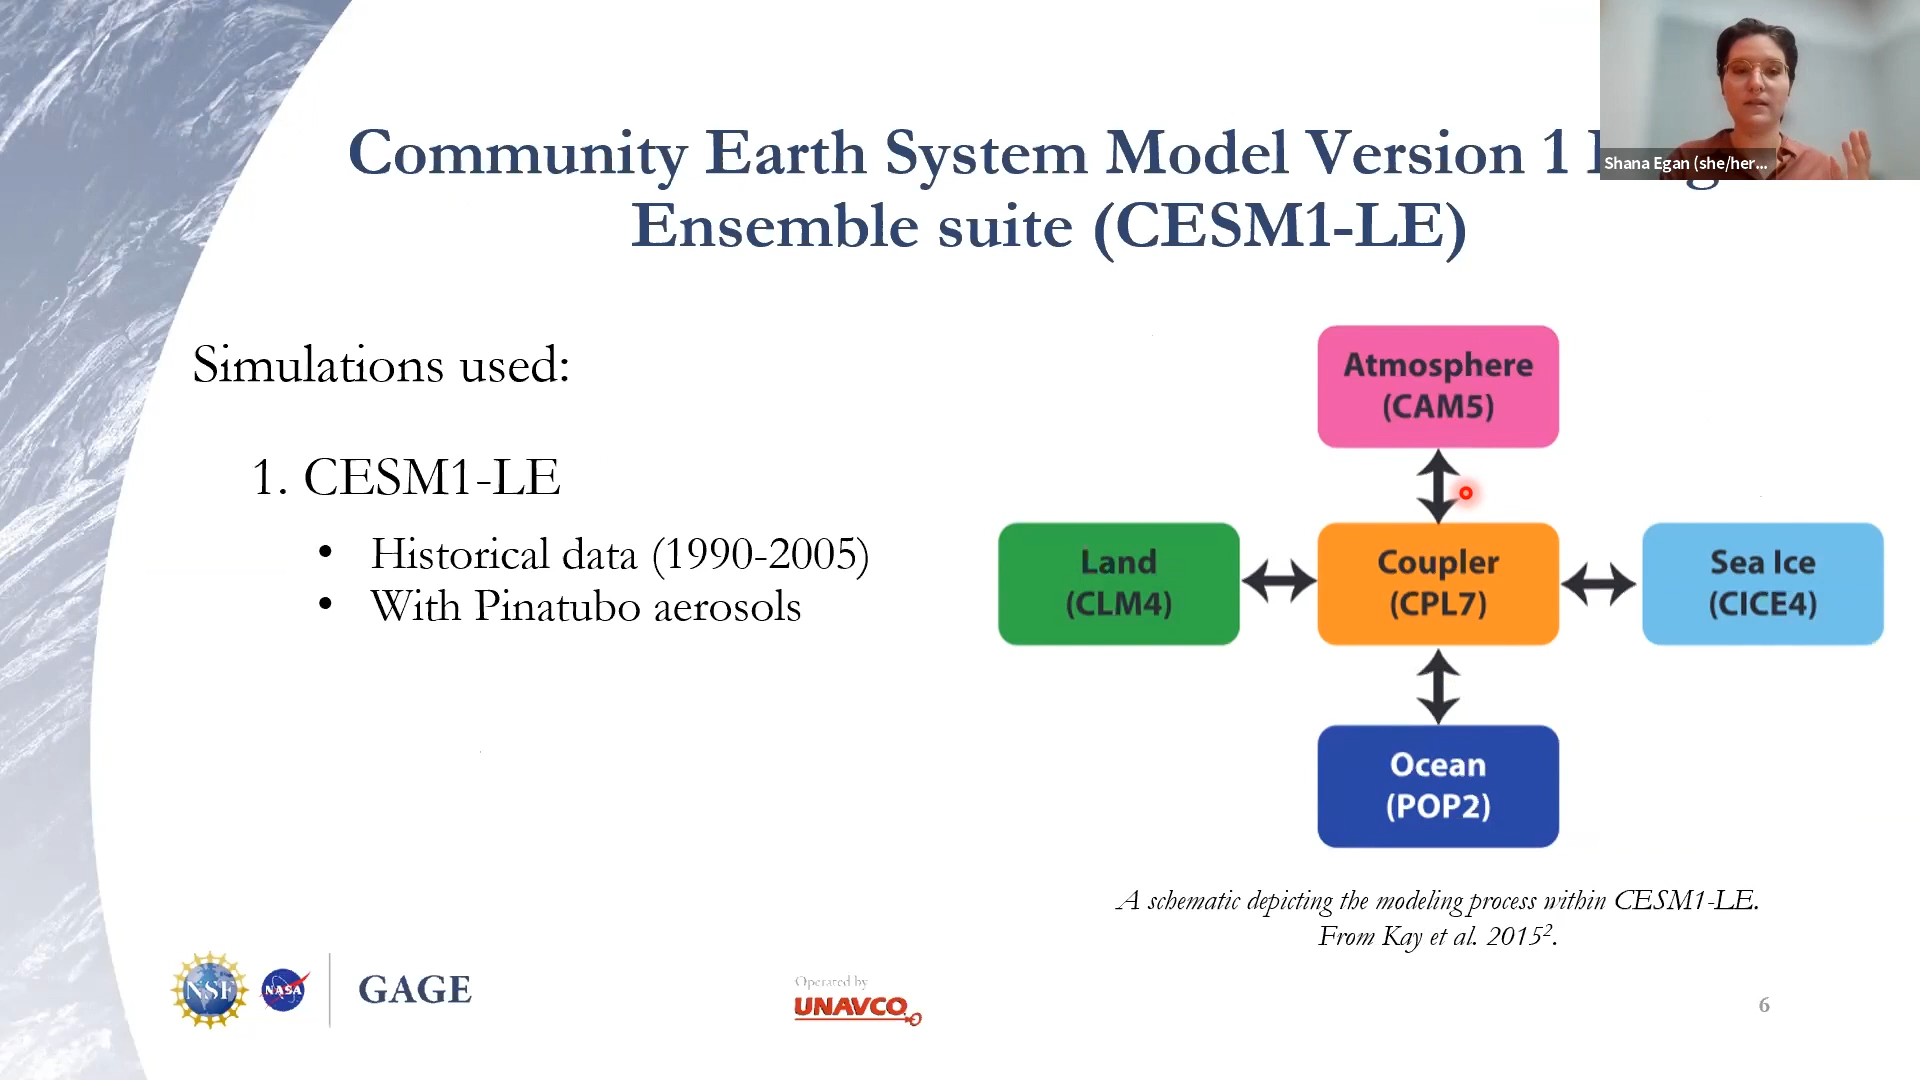 Community Earth System Model Version 1
Ensemble suite (CESM1-LE)
Shana Egan (she/her...
Simulations used:
1. CESM1-LE
• Historical data (1990-2005)
• With Pinatubo aerosols
Atmosphere
(CAM5)
Land
(CLM4)
Coupler
(CPL7)
Sea Ice
(CICE4)
Ocean
(POP2)
A schematic depicting the modeling process within CESM1-LE.
From Kay et al. 2015².
NSF
NASA
GAGE
Operated by
UNAVCO
6